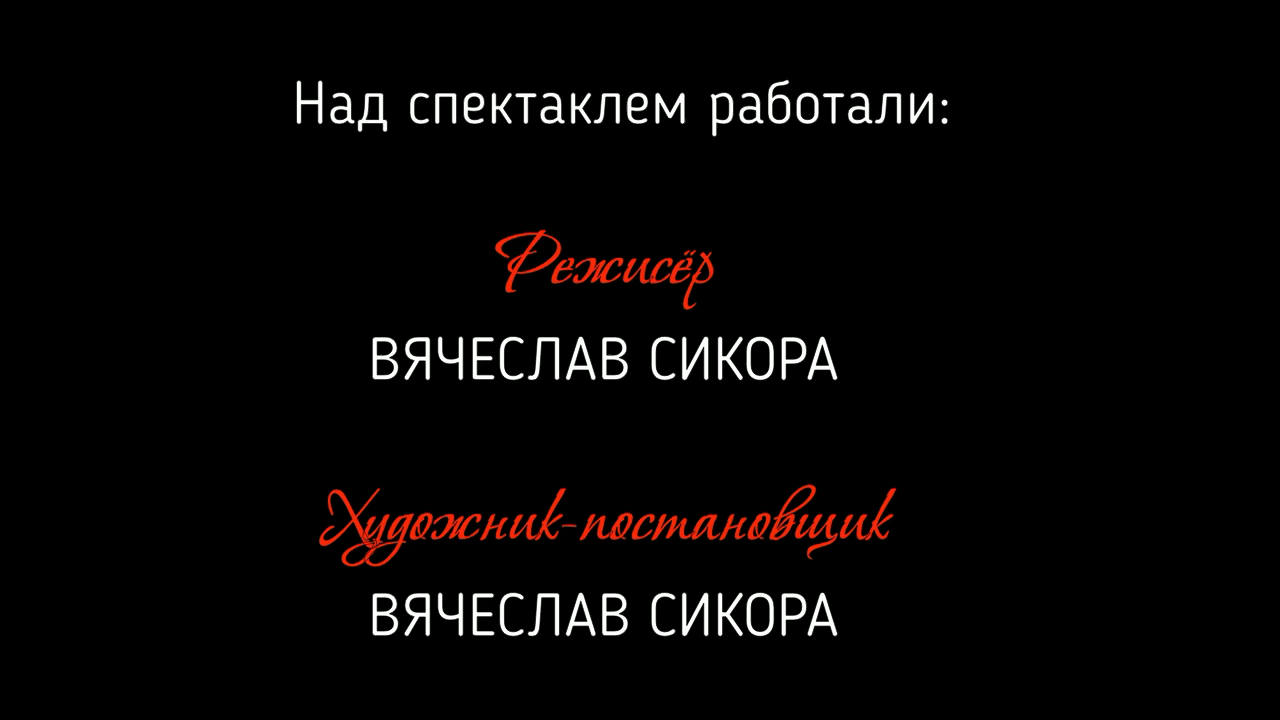 Над спектаклем работали:
Режисёр
ВЯЧЕСЛАВ СИКОРА
Художник-постановщик
ВЯЧЕСЛАВ СИКОРА